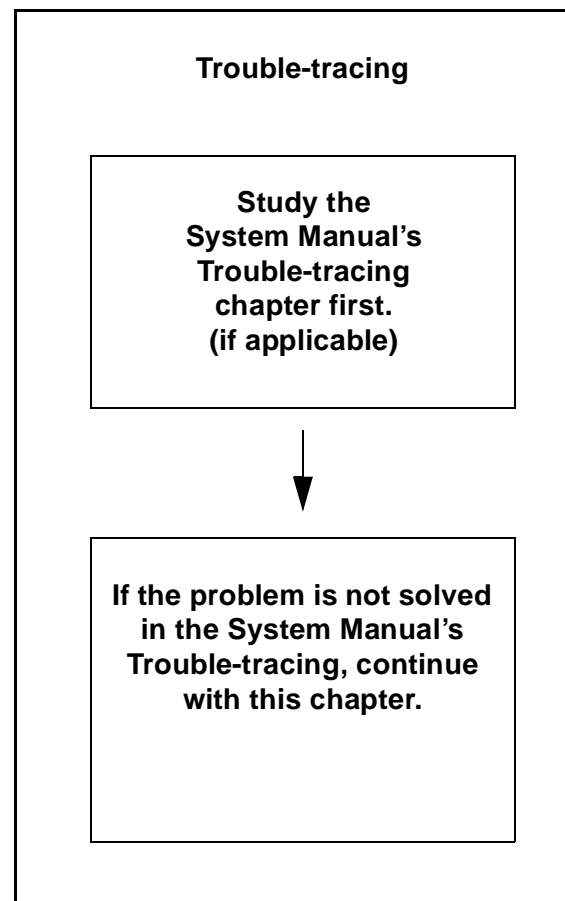 Trouble-tracing
Study the
System Manual’s
Trouble-tracing
chapter first.
(if applicable)
If the problem is not solved
in the System Manual’s
Trouble-tracing, continue
with this chapter.